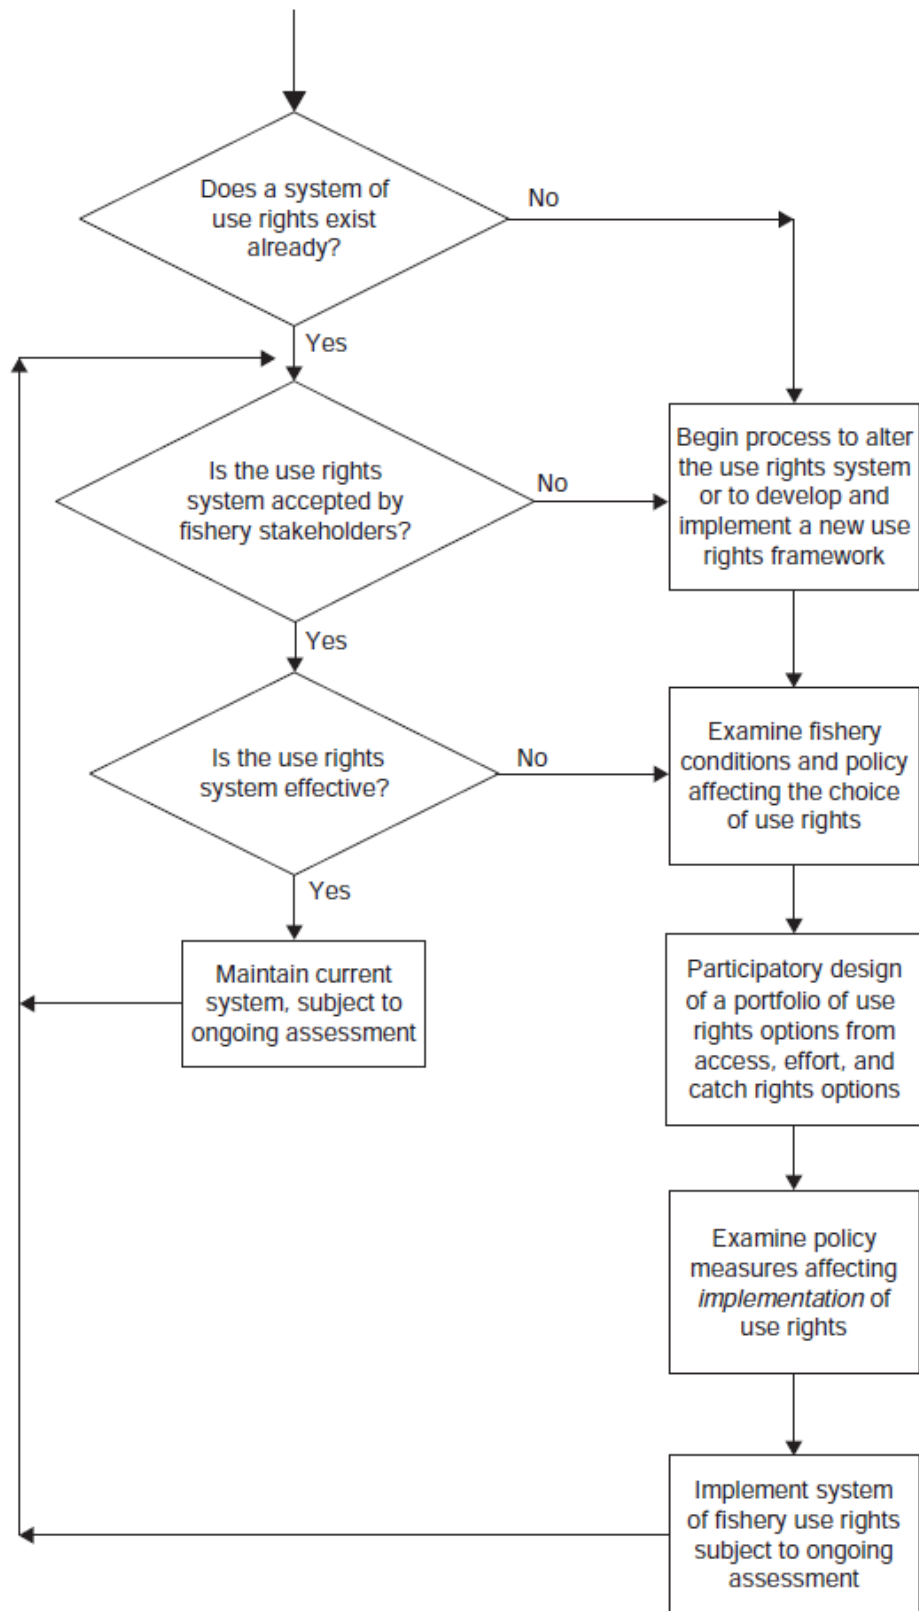 Does a system of
use rights exist
already?
No
Yes
Is the use rights
system accepted by
fishery stakeholders?
No
Begin process to alter
the use rights system
or to develop and
implement a new use
rights framework
Yes
Is the use rights
system effective?
No
Examine fishery
conditions and policy
affecting the choice
of use rights
Yes
Maintain current
system, subject to
ongoing assessment
Participatory design
of a portfolio of use
rights options from
access, effort, and
catch rights options
Examine policy
measures affecting
implementation of
use rights
Implement system
of fishery use rights
subject to ongoing
assessment